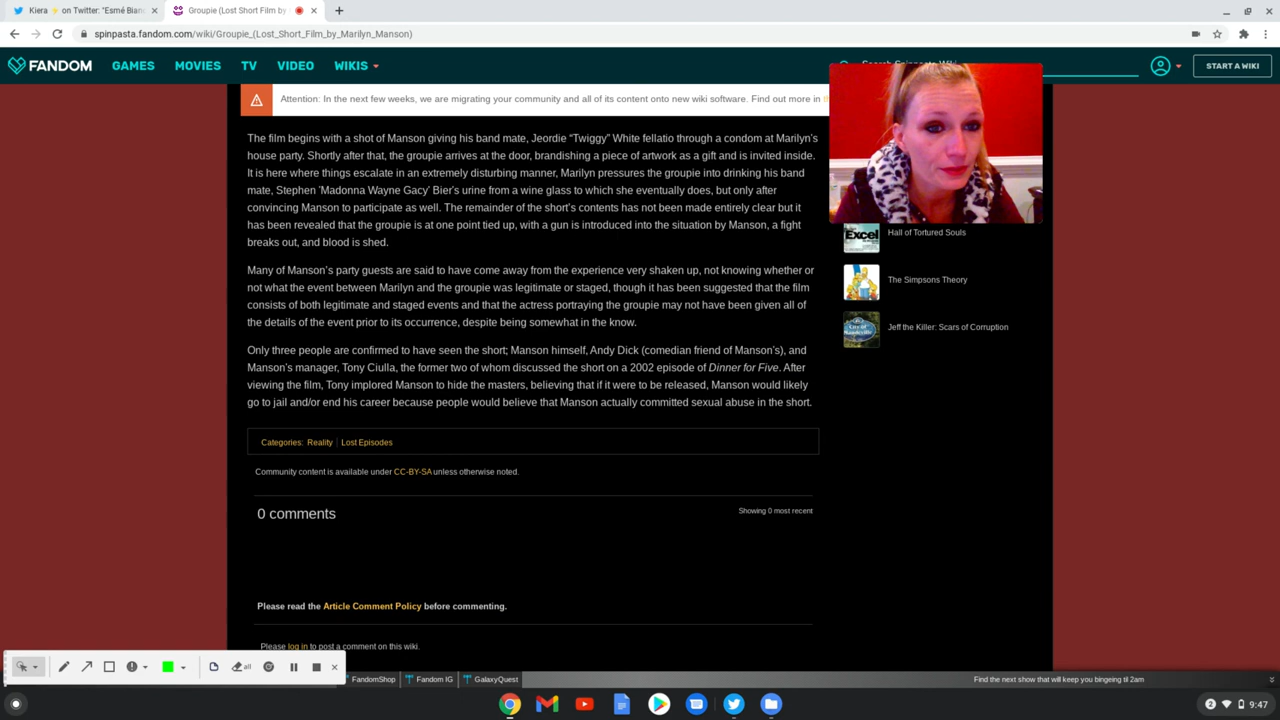 Kiera on Twitter: "Esmé Bian
Groupie (Lost Short Film by
spinpasta.fandom.com/wiki/Groupie_(Lost_Short_Film_by_Marilyn_Manson)
FANDOM GAMES MOVIES TV VIDEO WIKIS START A WIKI
Attention: In the next few weeks, we are migrating your community and all of its content onto new wiki software. Find out more in
The film begins with a shot of Manson giving his band mate, Jeordie “Twiggy” White fellatio through a condom at Marilyn's
house party. Shortly after that, the groupie arrives at the door, brandishing a piece of artwork as a gift and is invited inside.
It is here where things escalate in an extremely disturbing manner, Marilyn pressures the groupie into drinking his band
mate, Stephen 'Madonna Wayne Gacy' Bier's urine from a wine glass to which she eventually does, but only after
convincing Manson to participate as well. The remainder of the short's contents has not been made entirely clear but it
has been revealed that the groupie is at one point tied up, with a gun is introduced into the situation by Manson, a fight
breaks out, and blood is shed.
Many of Manson’s party guests are said to have come away from the experience very shaken up, not knowing whether or
not what the event between Marilyn and the groupie was legitimate or staged, though it has been suggested that the film
consists of both legitimate and staged events and that the actress portraying the groupie may not have been given all of
the details of the event prior to its occurrence, despite being somewhat in the know.
Only three people are confirmed to have seen the short; Manson himself, Andy Dick (comedian friend of Manson’s), and
Manson’s manager, Tony Ciulla, the former two of whom discussed the short on a 2002 episode of Dinner for Five. After
viewing the film, Tony implored Manson to hide the masters, believing that if it were to be released, Manson would likely
go to jail and/or end his career because people would believe that Manson actually committed sexual abuse in the short.
Excel
Hall of Tortured Souls
The Simpsons Theory
Jeff the Killer: Scars of Corruption
Categories: Reality Lost Episodes
Community content is available under CC-BY-SA unless otherwise noted.
0 comments
Showing 0 most recent
Please read the Article Comment Policy before commenting.
Please log in to post a comment on this wiki.
all
FandomShop Fandom IG GalaxyQuest
Find the next show that will keep you bingeing til 2am
2 9:47